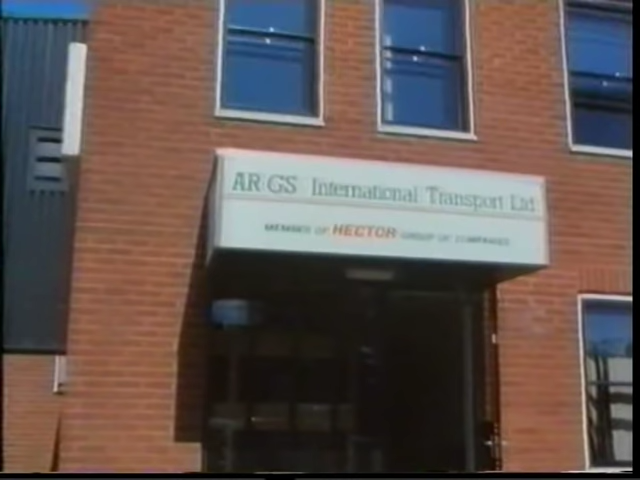 AR GS International Transport Ltd
MEMBER OF HECTOR GROUP OF COMPANIES